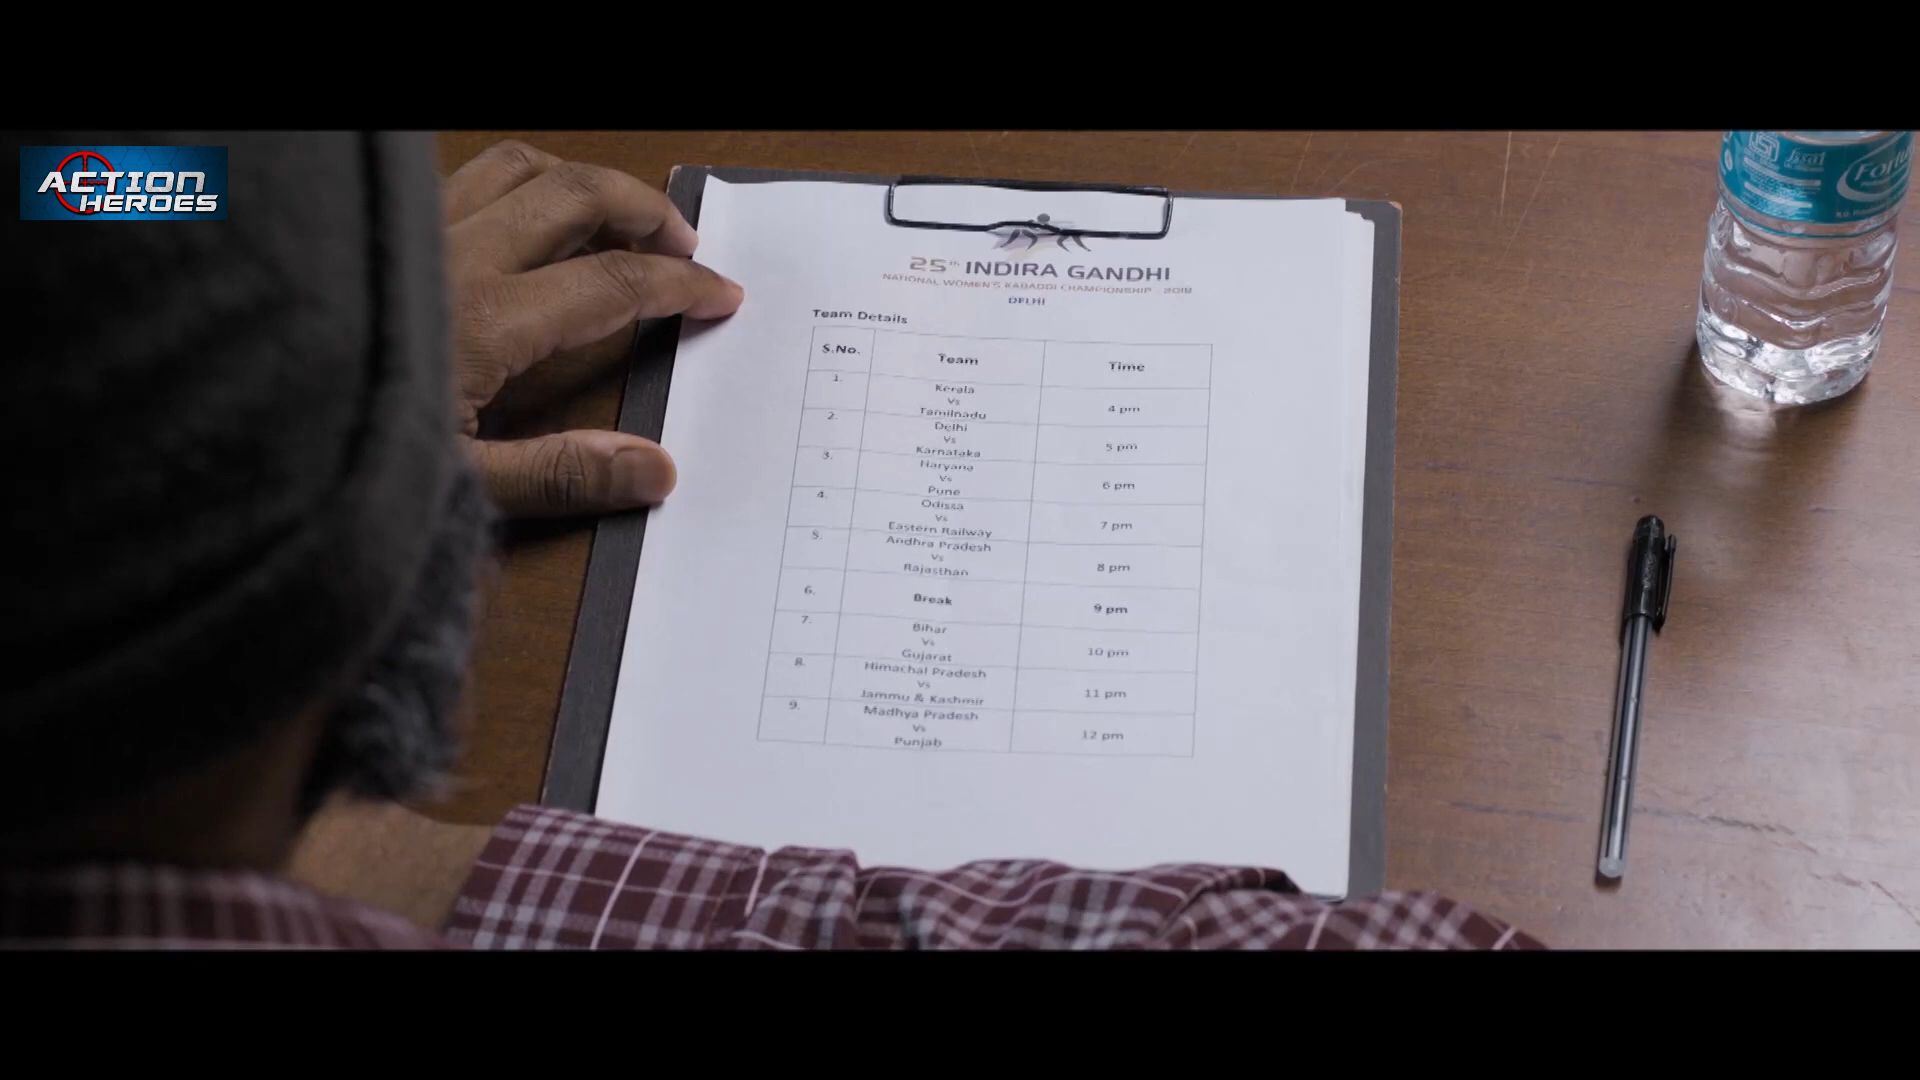 ACTION
HEROES
25th INDIRA GANDHI
NATIONAL WOMEN'S KABADDI CHAMPIONSHIP - 2019
DELHI
Team Details
S.No. Team Time
1. Kerala
Vs
Tamilnadu 4 pm
2. Delhi
Vs
Karnataka 5 pm
3. Haryana
Vs
Pune 6 pm
4. Odissa
Vs
Eastern Railway 7 pm
5. Andhra Pradesh
Vs
Rajasthan 8 pm
6. Break 9 pm
7. Bihar
Vs
Gujarat 10 pm
8. Himachal Pradesh
Vs
Jammu & Kashmir 11 pm
9. Madhya Pradesh
Vs
Punjab 12 pm
ISI fssai